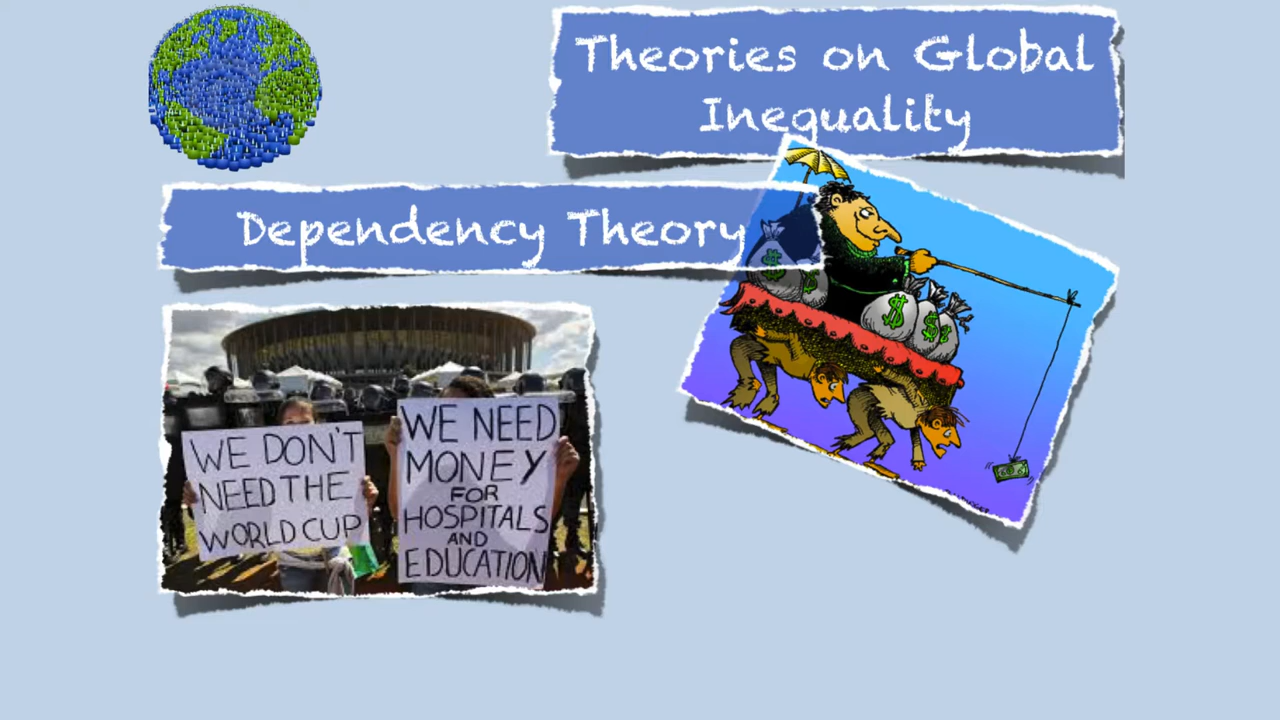 Theories on Global
Inequality
Dependency Theory
$ $ $ $ $
WE DON'T
NEED THE
WORLD CUP
WE NEED
MONEY
FOR
HOSPITALS
AND
EDUCATION